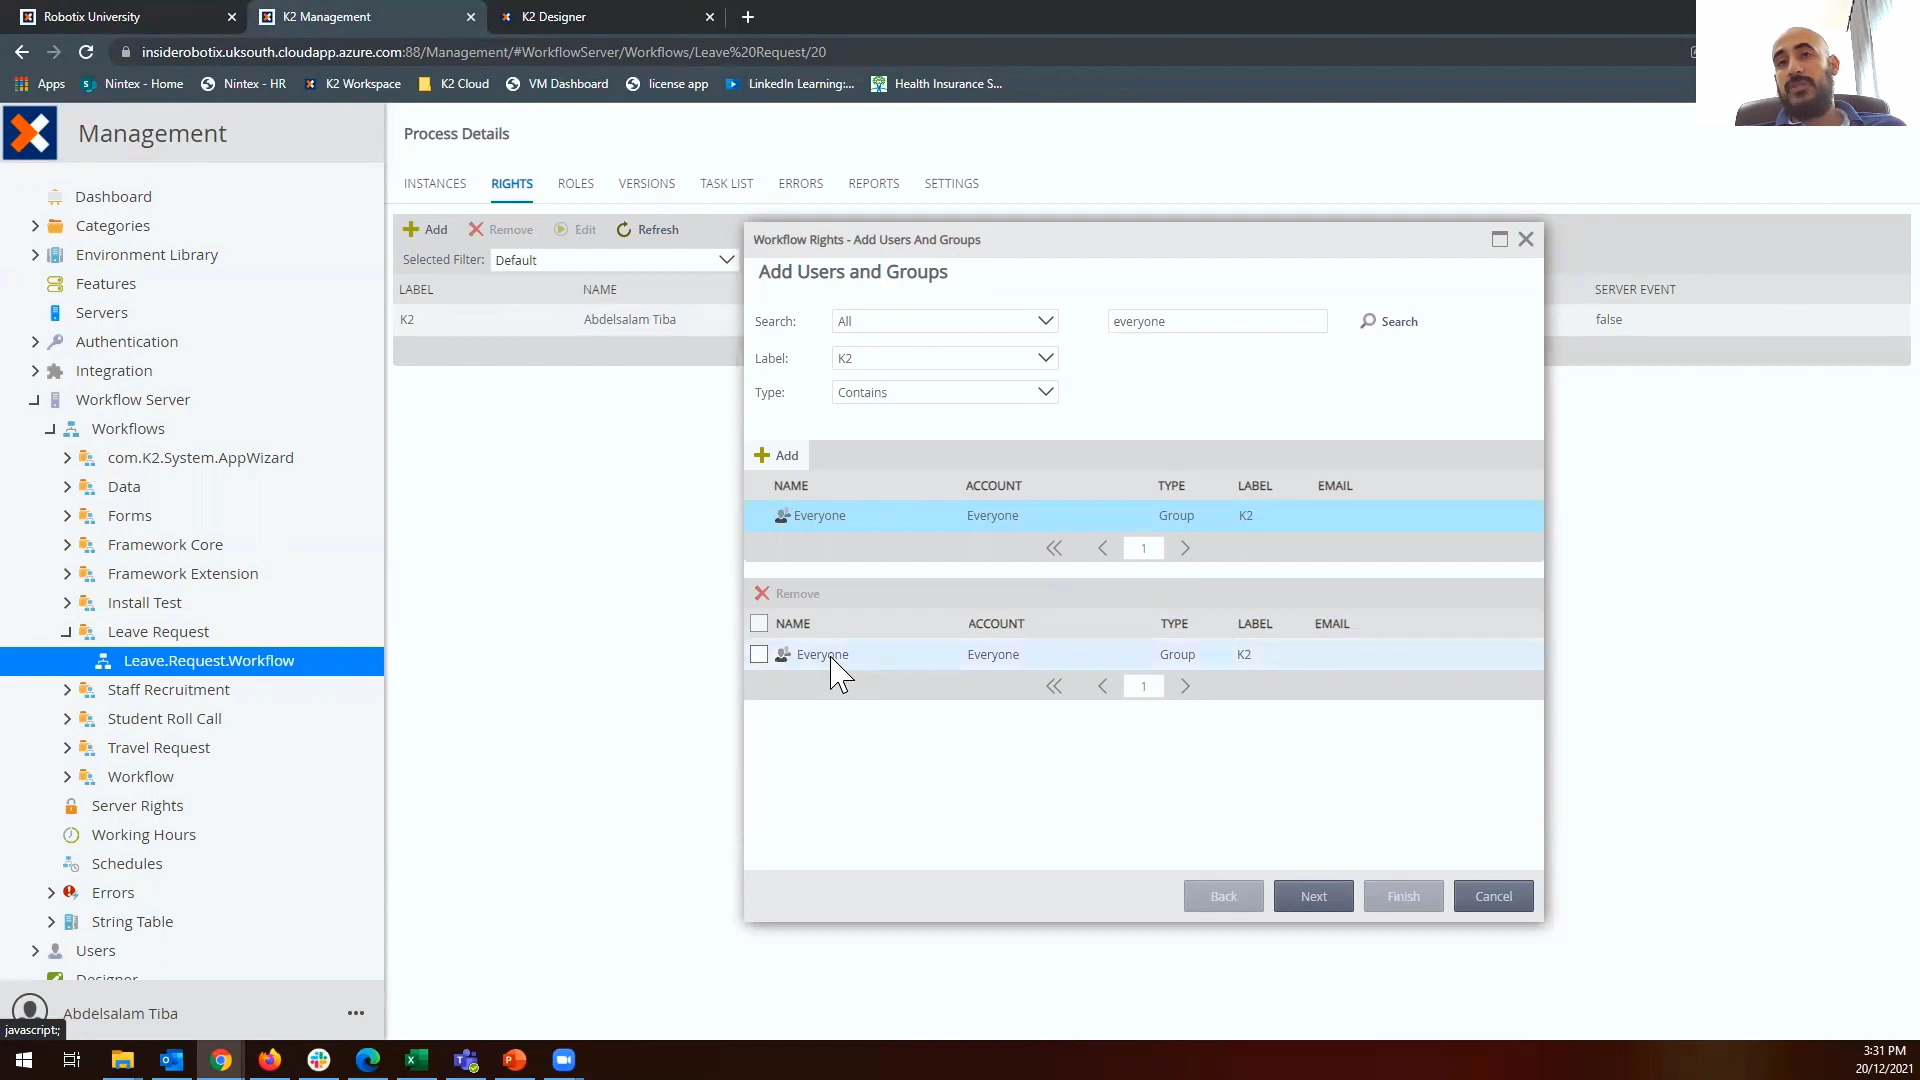 Robotix University
K2 Management
K2 Designer
insiderobotix.uksouth.cloudapp.azure.com:88/Management/#WorkflowServer/Workflows/Leave%20Request/20
Apps
Nintex - Home
Nintex - HR
K2 Workspace
K2 Cloud
VM Dashboard
license app
LinkedIn Learning:...
Health Insurance S...
Management
Dashboard
Categories
Environment Library
Features
Servers
Authentication
Integration
Workflow Server
Workflows
com.K2.System.AppWizard
Data
Forms
Framework Core
Framework Extension
Install Test
Leave Request
Leave.Request.Workflow
Staff Recruitment
Student Roll Call
Travel Request
Workflow
Server Rights
Working Hours
Schedules
Errors
String Table
Users
Designer
Abdelsalam Tiba
javascript:;
Process Details
INSTANCES RIGHTS ROLES VERSIONS TASK LIST ERRORS REPORTS SETTINGS
Add Remove Edit Refresh
Selected Filter: Default
LABEL NAME SERVER EVENT
K2 Abdelsalam Tiba false
Workflow Rights - Add Users And Groups
Add Users and Groups
Search: All everyone Search
Label: K2
Type: Contains
Add
NAME ACCOUNT TYPE LABEL EMAIL
Everyone Everyone Group K2
1
Remove
NAME ACCOUNT TYPE LABEL EMAIL
Everyone Everyone Group K2
1
Back Next Finish Cancel
3:31 PM
20/12/2021